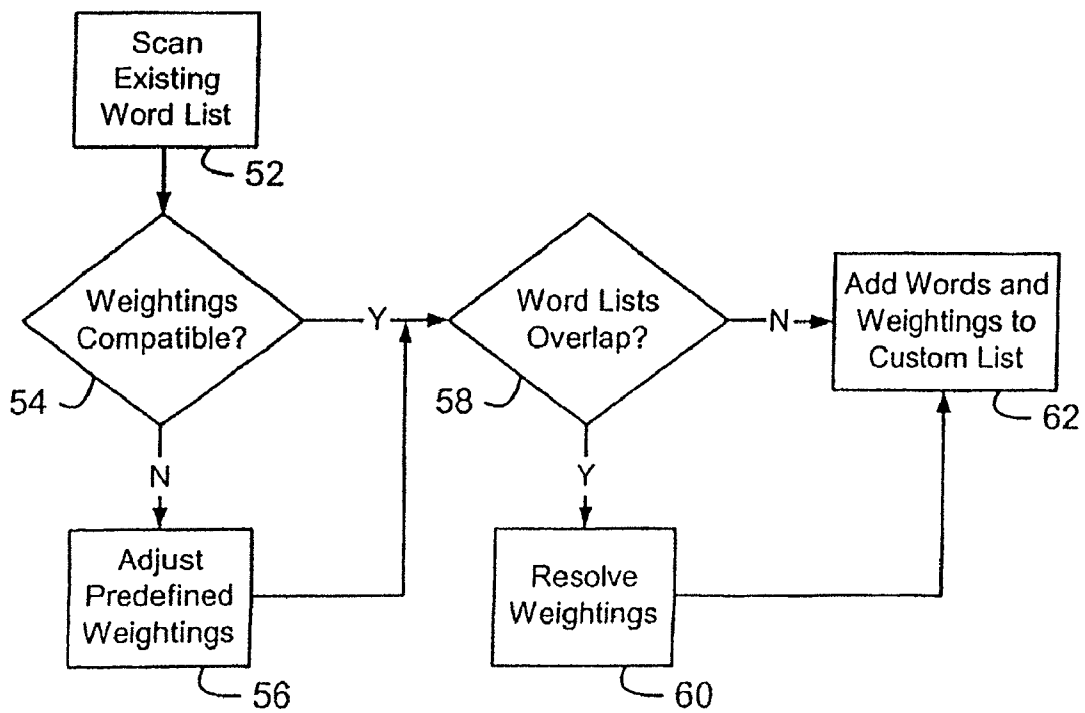 Scan
Existing
Word List
52
Weightings
Compatible?
54
Y
N
Adjust
Predefined
Weightings
56
Word Lists
Overlap?
58
N
Y
Resolve
Weightings
60
Add Words and
Weightings to
Custom List
62